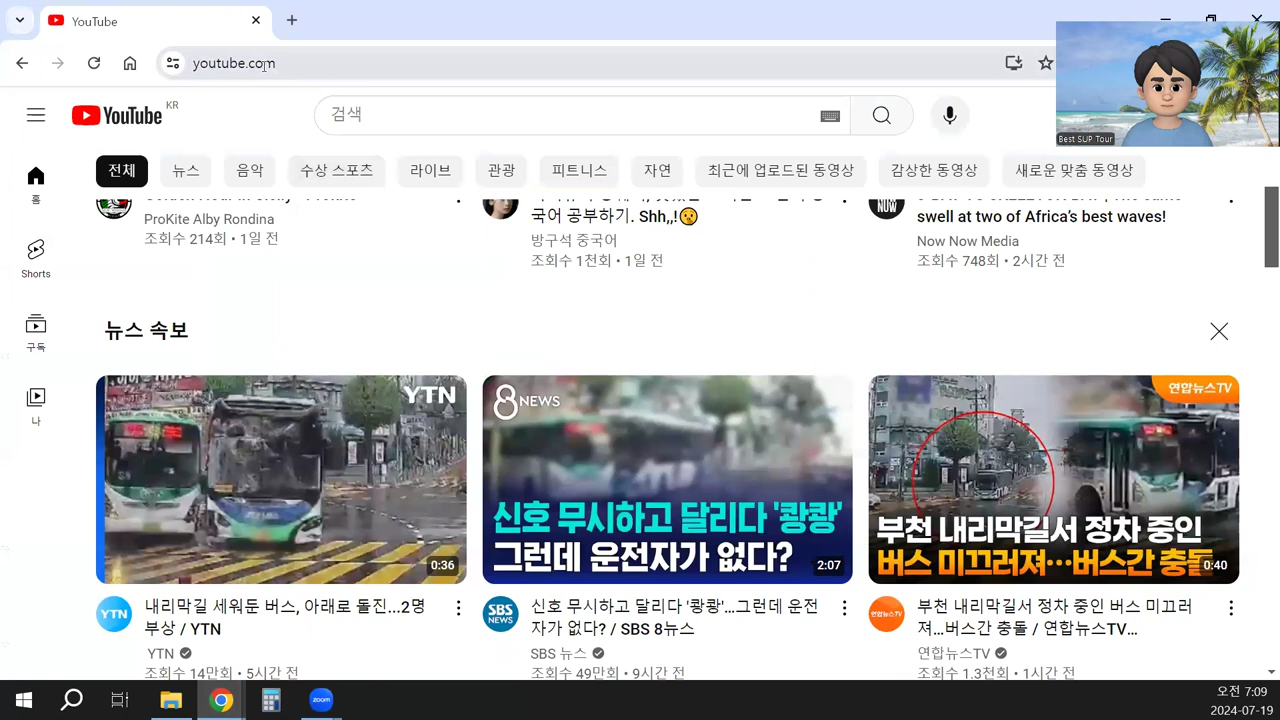 YouTube
youtube.com
YouTube KR
검색
Best SUP Tour
전체
뉴스
음악
수상 스포츠
라이브
관광
피트니스
자연
최근에 업로드된 동영상
감상한 동영상
새로운 맞춤 동영상
홈
Shorts
구독
나
ProKite Alby Rondina
조회수 214회 • 1일 전
국어 공부하기. Shh,,!🤫
방구석 중국어
조회수 1천회 • 1일 전
NOW
swell at two of Africa's best waves!
Now Now Media
조회수 748회 • 2시간 전
뉴스 속보
YTN
0:36
YTN
내리막길 세워둔 버스, 아래로 돌진...2명
부상 / YTN
YTN
조회수 14만회 • 5시간 전
8 NEWS
신호 무시하고 달리다 '쾅쾅'
그런데 운전자가 없다?
2:07
SBS NEWS
신호 무시하고 달리다 '쾅쾅'…그런데 운전
자가 없다? / SBS 8뉴스
SBS 뉴스
조회수 49만회 • 9시간 전
연합뉴스TV
부천 내리막길서 정차 중인
버스 미끄러져…버스간 충돌
0:40
연합뉴스TV
부천 내리막길서 정차 중인 버스 미끄러
져…버스간 충돌 / 연합뉴스TV…
연합뉴스TV
조회수 1.3천회 • 1시간 전
zoom
오전 7:09
2024-07-19